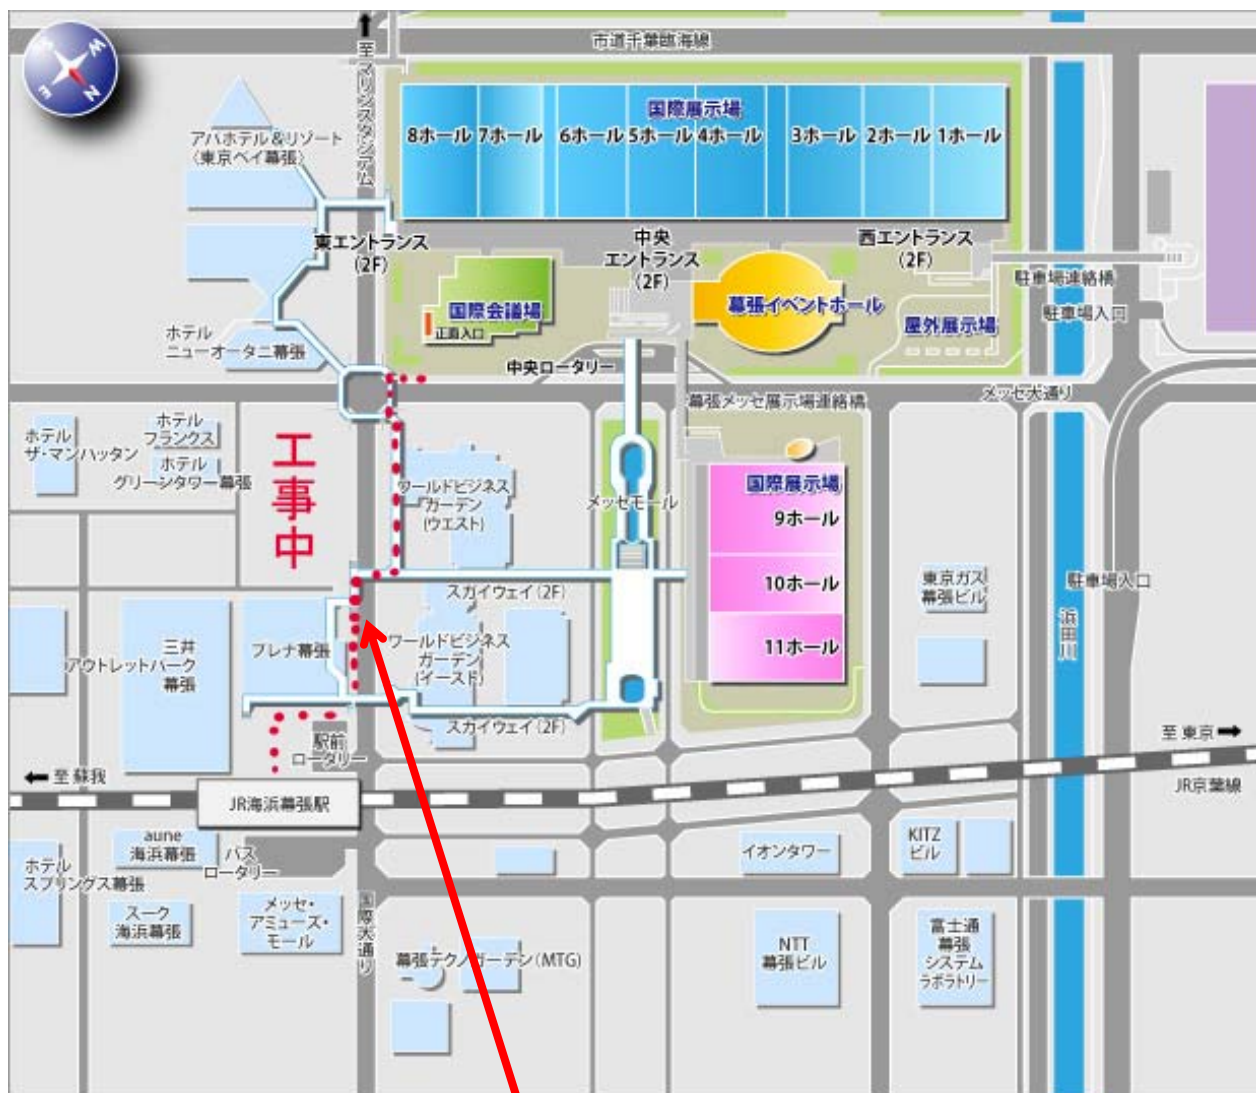 市道千葉臨海線
至マリンスタジアム
国際展示場
8ホール
7ホール
6ホール
5ホール
4ホール
3ホール
2ホール
1ホール
アパホテル&リゾート
〈東京ベイ幕張〉
東エントランス
(2F)
中央
エントランス
(2F)
西エントランス
(2F)
駐車場連絡橋
国際会議場
正面入口
幕張イベントホール
屋外展示場
駐車場入口
ホテル
ニューオータニ幕張
中央ロータリー
メッセ大通り
幕張メッセ展示場連絡橋
ホテル
ザ・マンハッタン
ホテル
フランクス
ホテル
グリーンタワー幕張
工事中
ワールドビジネス
ガーデン
(ウエスト)
メッセモール
国際展示場
9ホール
10ホール
11ホール
スカイウェイ(2F)
東京ガス
幕張ビル
駐車場入口
浜田川
三井
アウトレットパーク
幕張
プレナ幕張
ワールドビジネス
ガーデン
(イースト)
スカイウェイ(2F)
駅前
ロータリー
至東京
至蘇我
JR海浜幕張駅
JR京葉線
aune
海浜幕張
バス
ロータリー
イオンタワー
KITZ
ビル
ホテル
スプリングス幕張
スーク
海浜幕張
メッセ・
アミューズ・
モール
国際大通り
幕張テクノガーデン(MTG)
NTT
幕張ビル
富士通
幕張
システム
ラボラトリー
W
S
E
N